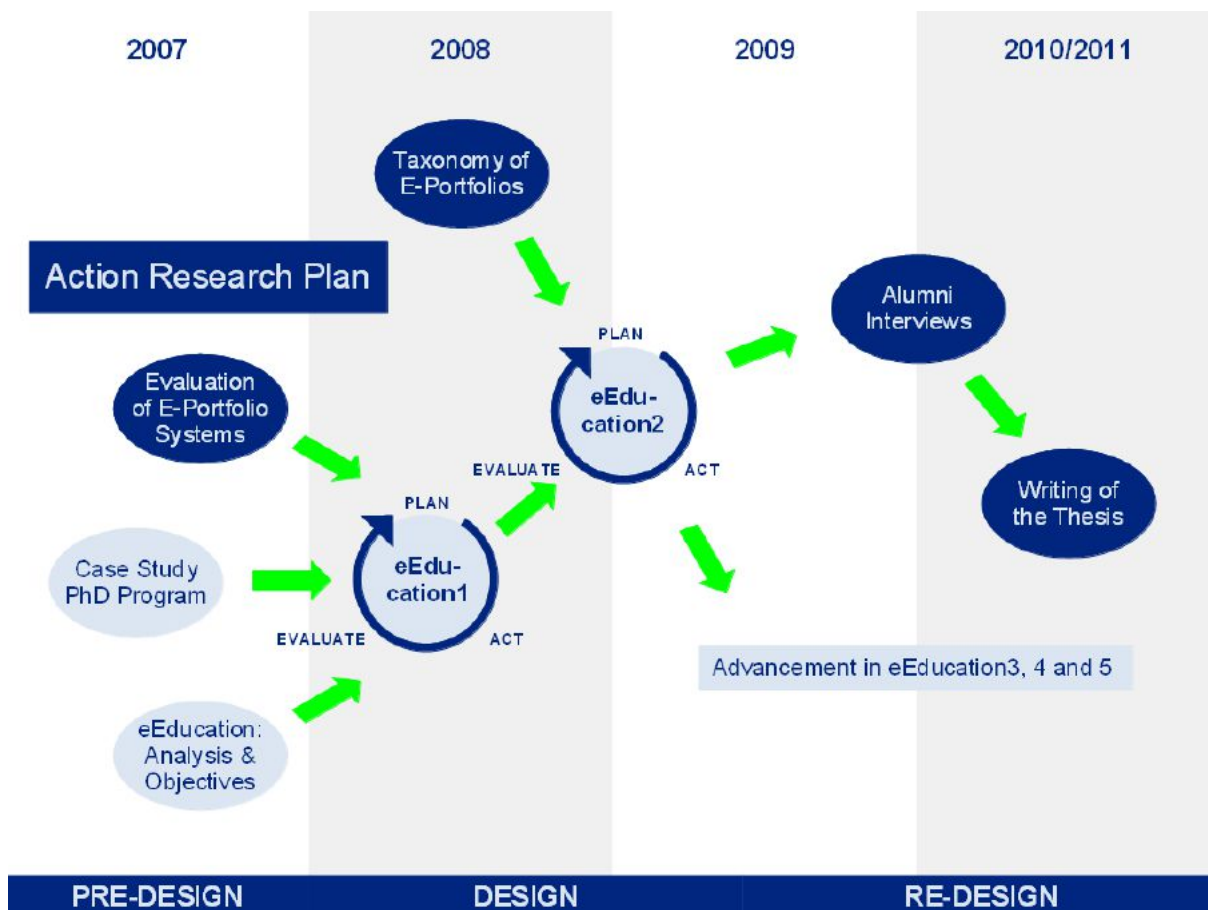 2007
2008
2009
2010/2011
Taxonomy of
E-Portfolios
Action Research Plan
Alumni
Interviews
PLAN
eEdu-
cation2
EVALUATE
ACT
Evaluation
of E-Portfolio
Systems
Writing of
the Thesis
PLAN
eEdu-
cation1
EVALUATE
ACT
Case Study
PhD Program
Advancement in eEducation3, 4 and 5
eEducation:
Analysis &
Objectives
PRE-DESIGN
DESIGN
RE-DESIGN